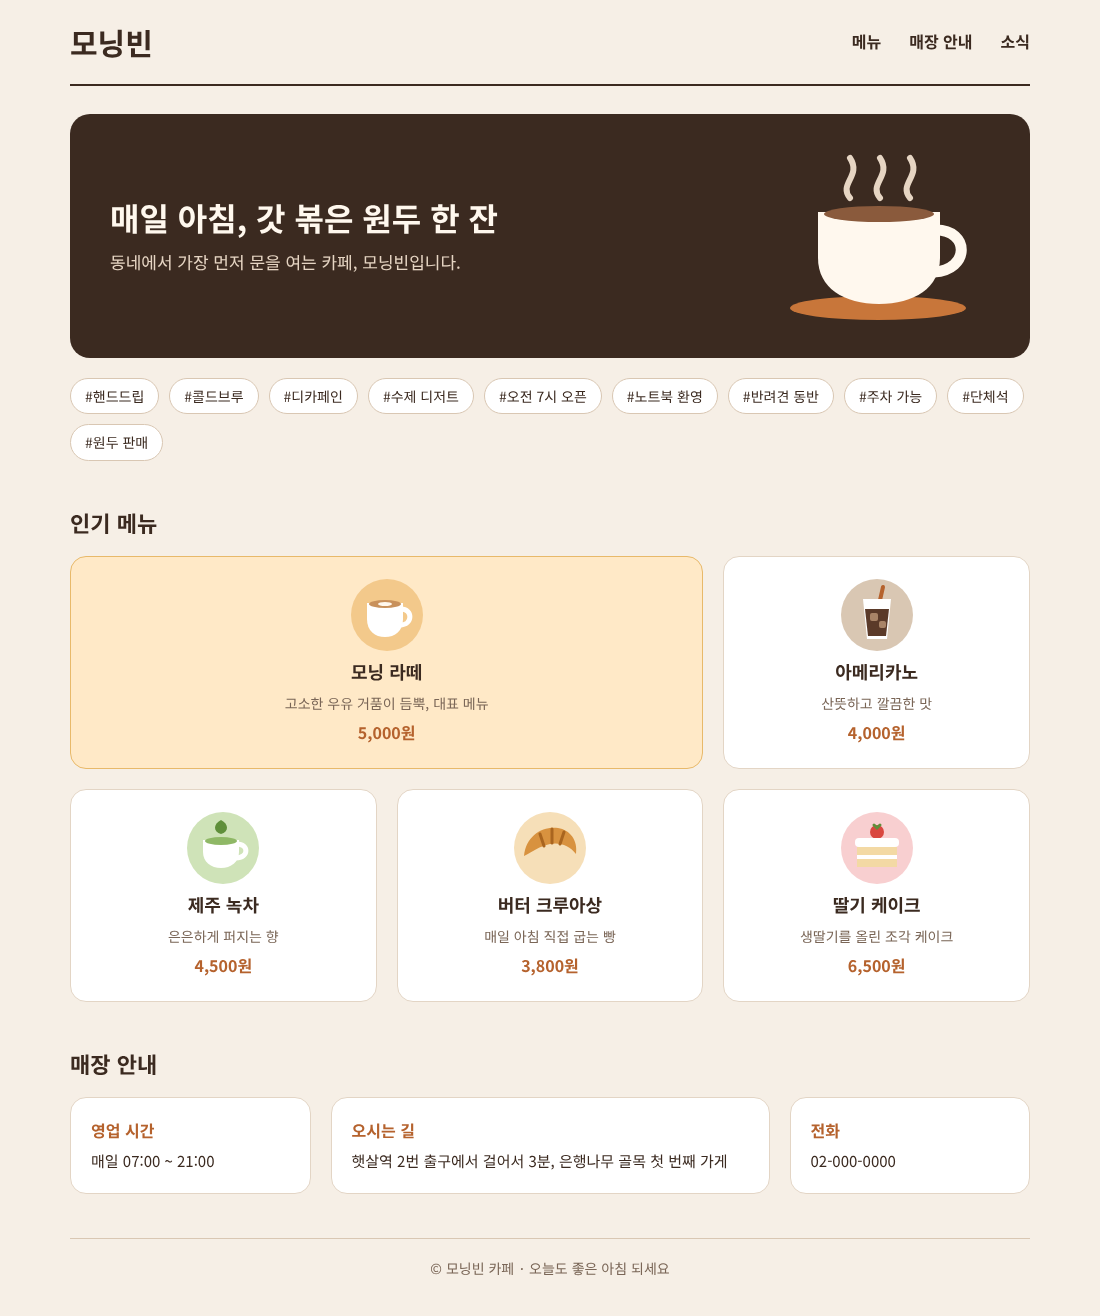 모닝빈
메뉴 매장 안내 소식
매일 아침, 갓 볶은 원두 한 잔
동네에서 가장 먼저 문을 여는 카페, 모닝빈입니다.
#핸드드립 #콜드브루 #디카페인 #수제 디저트 #오전 7시 오픈 #노트북 환영 #반려견 동반 #주차 가능 #단체석
#원두 판매
인기 메뉴
모닝 라떼
고소한 우유 거품이 듬뿍, 대표 메뉴
5,000원
아메리카노
산뜻하고 깔끔한 맛
4,000원
제주 녹차
은은하게 퍼지는 향
4,500원
버터 크루아상
매일 아침 직접 굽는 빵
3,800원
딸기 케이크
생딸기를 올린 조각 케이크
6,500원
매장 안내
영업 시간
매일 07:00 ~ 21:00
오시는 길
햇살역 2번 출구에서 걸어서 3분, 은행나무 골목 첫 번째 가게
전화
02-000-0000
© 모닝빈 카페 · 오늘도 좋은 아침 되세요